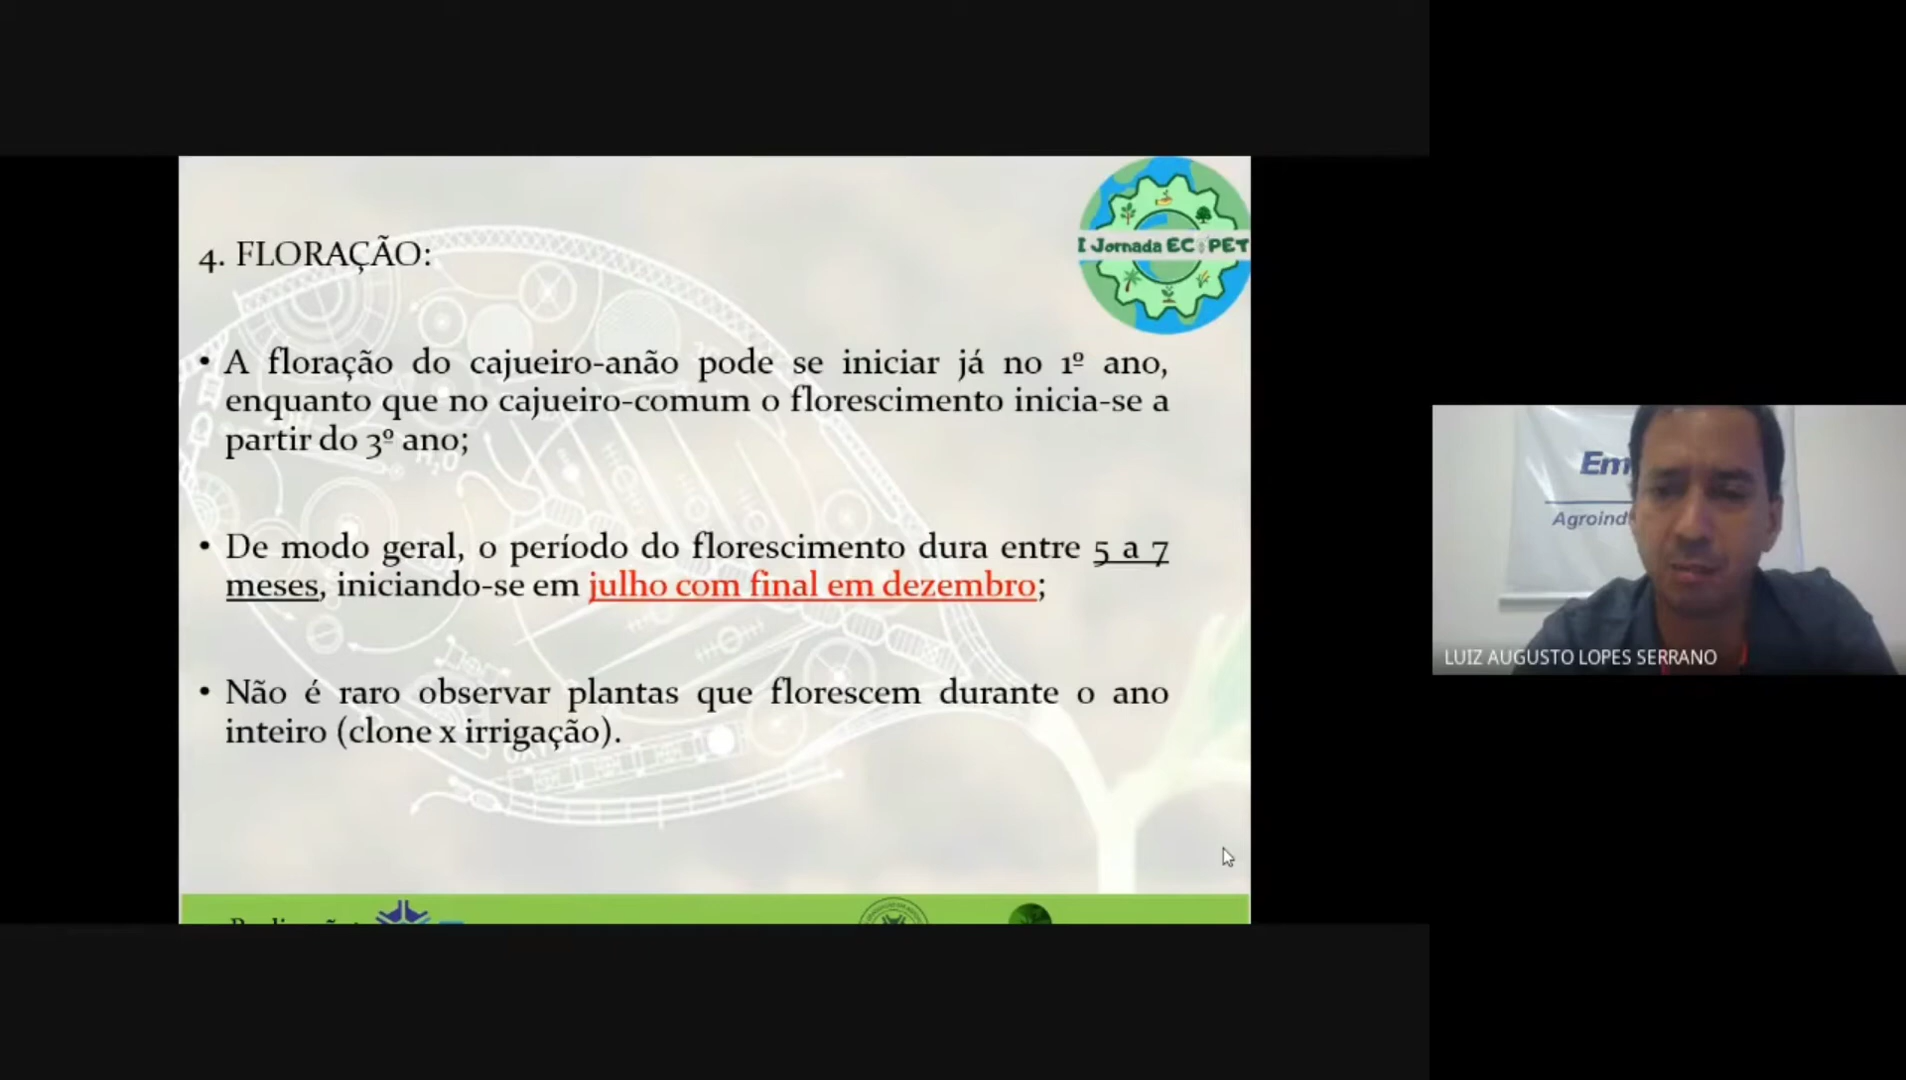 I Jornada ECOPET
4. FLORAÇÃO:
• A floração do cajueiro-anão pode se iniciar já no 1º ano,
enquanto que no cajueiro-comum o florescimento inicia-se a
partir do 3º ano;
• De modo geral, o período do florescimento dura entre 5 a 7
meses, iniciando-se em julho com final em dezembro;
• Não é raro observar plantas que florescem durante o ano
inteiro (clone x irrigação).
H₂O
Em
Agroind
LUIZ AUGUSTO LOPES SERRANO